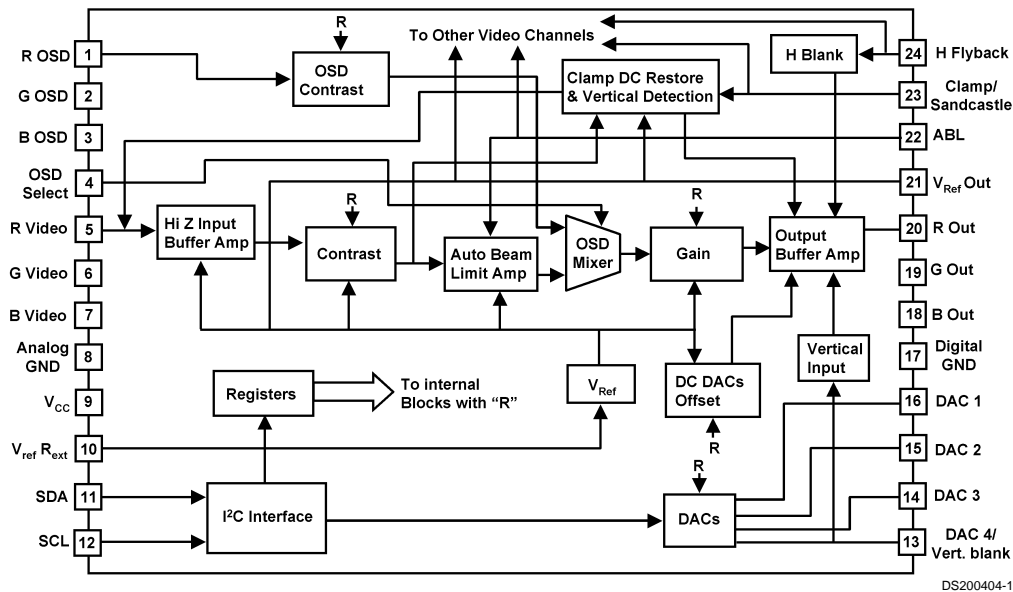 R
To Other Video Channels
R OSD
1
OSD
Contrast
H Blank
24
H Flyback
G OSD
2
Clamp DC Restore
& Vertical Detection
23
Clamp/
Sandcastle
B OSD
3
22
ABL
OSD
Select
4
21
VRef Out
R
R
R Video
5
Hi Z Input
Buffer Amp
Contrast
Auto Beam
Limit Amp
OSD
Mixer
Gain
Output
Buffer Amp
20
R Out
G Video
6
19
G Out
B Video
7
18
B Out
Analog
GND
8
Vertical
Input
17
Digital
GND
Registers
To internal
Blocks with “R”
VRef
DC DACs
Offset
VCC
9
16
DAC 1
R
Vref Rext
10
15
DAC 2
R
SDA
11
I2C Interface
DACs
14
DAC 3
SCL
12
13
DAC 4/
Vert. blank
DS200404-1